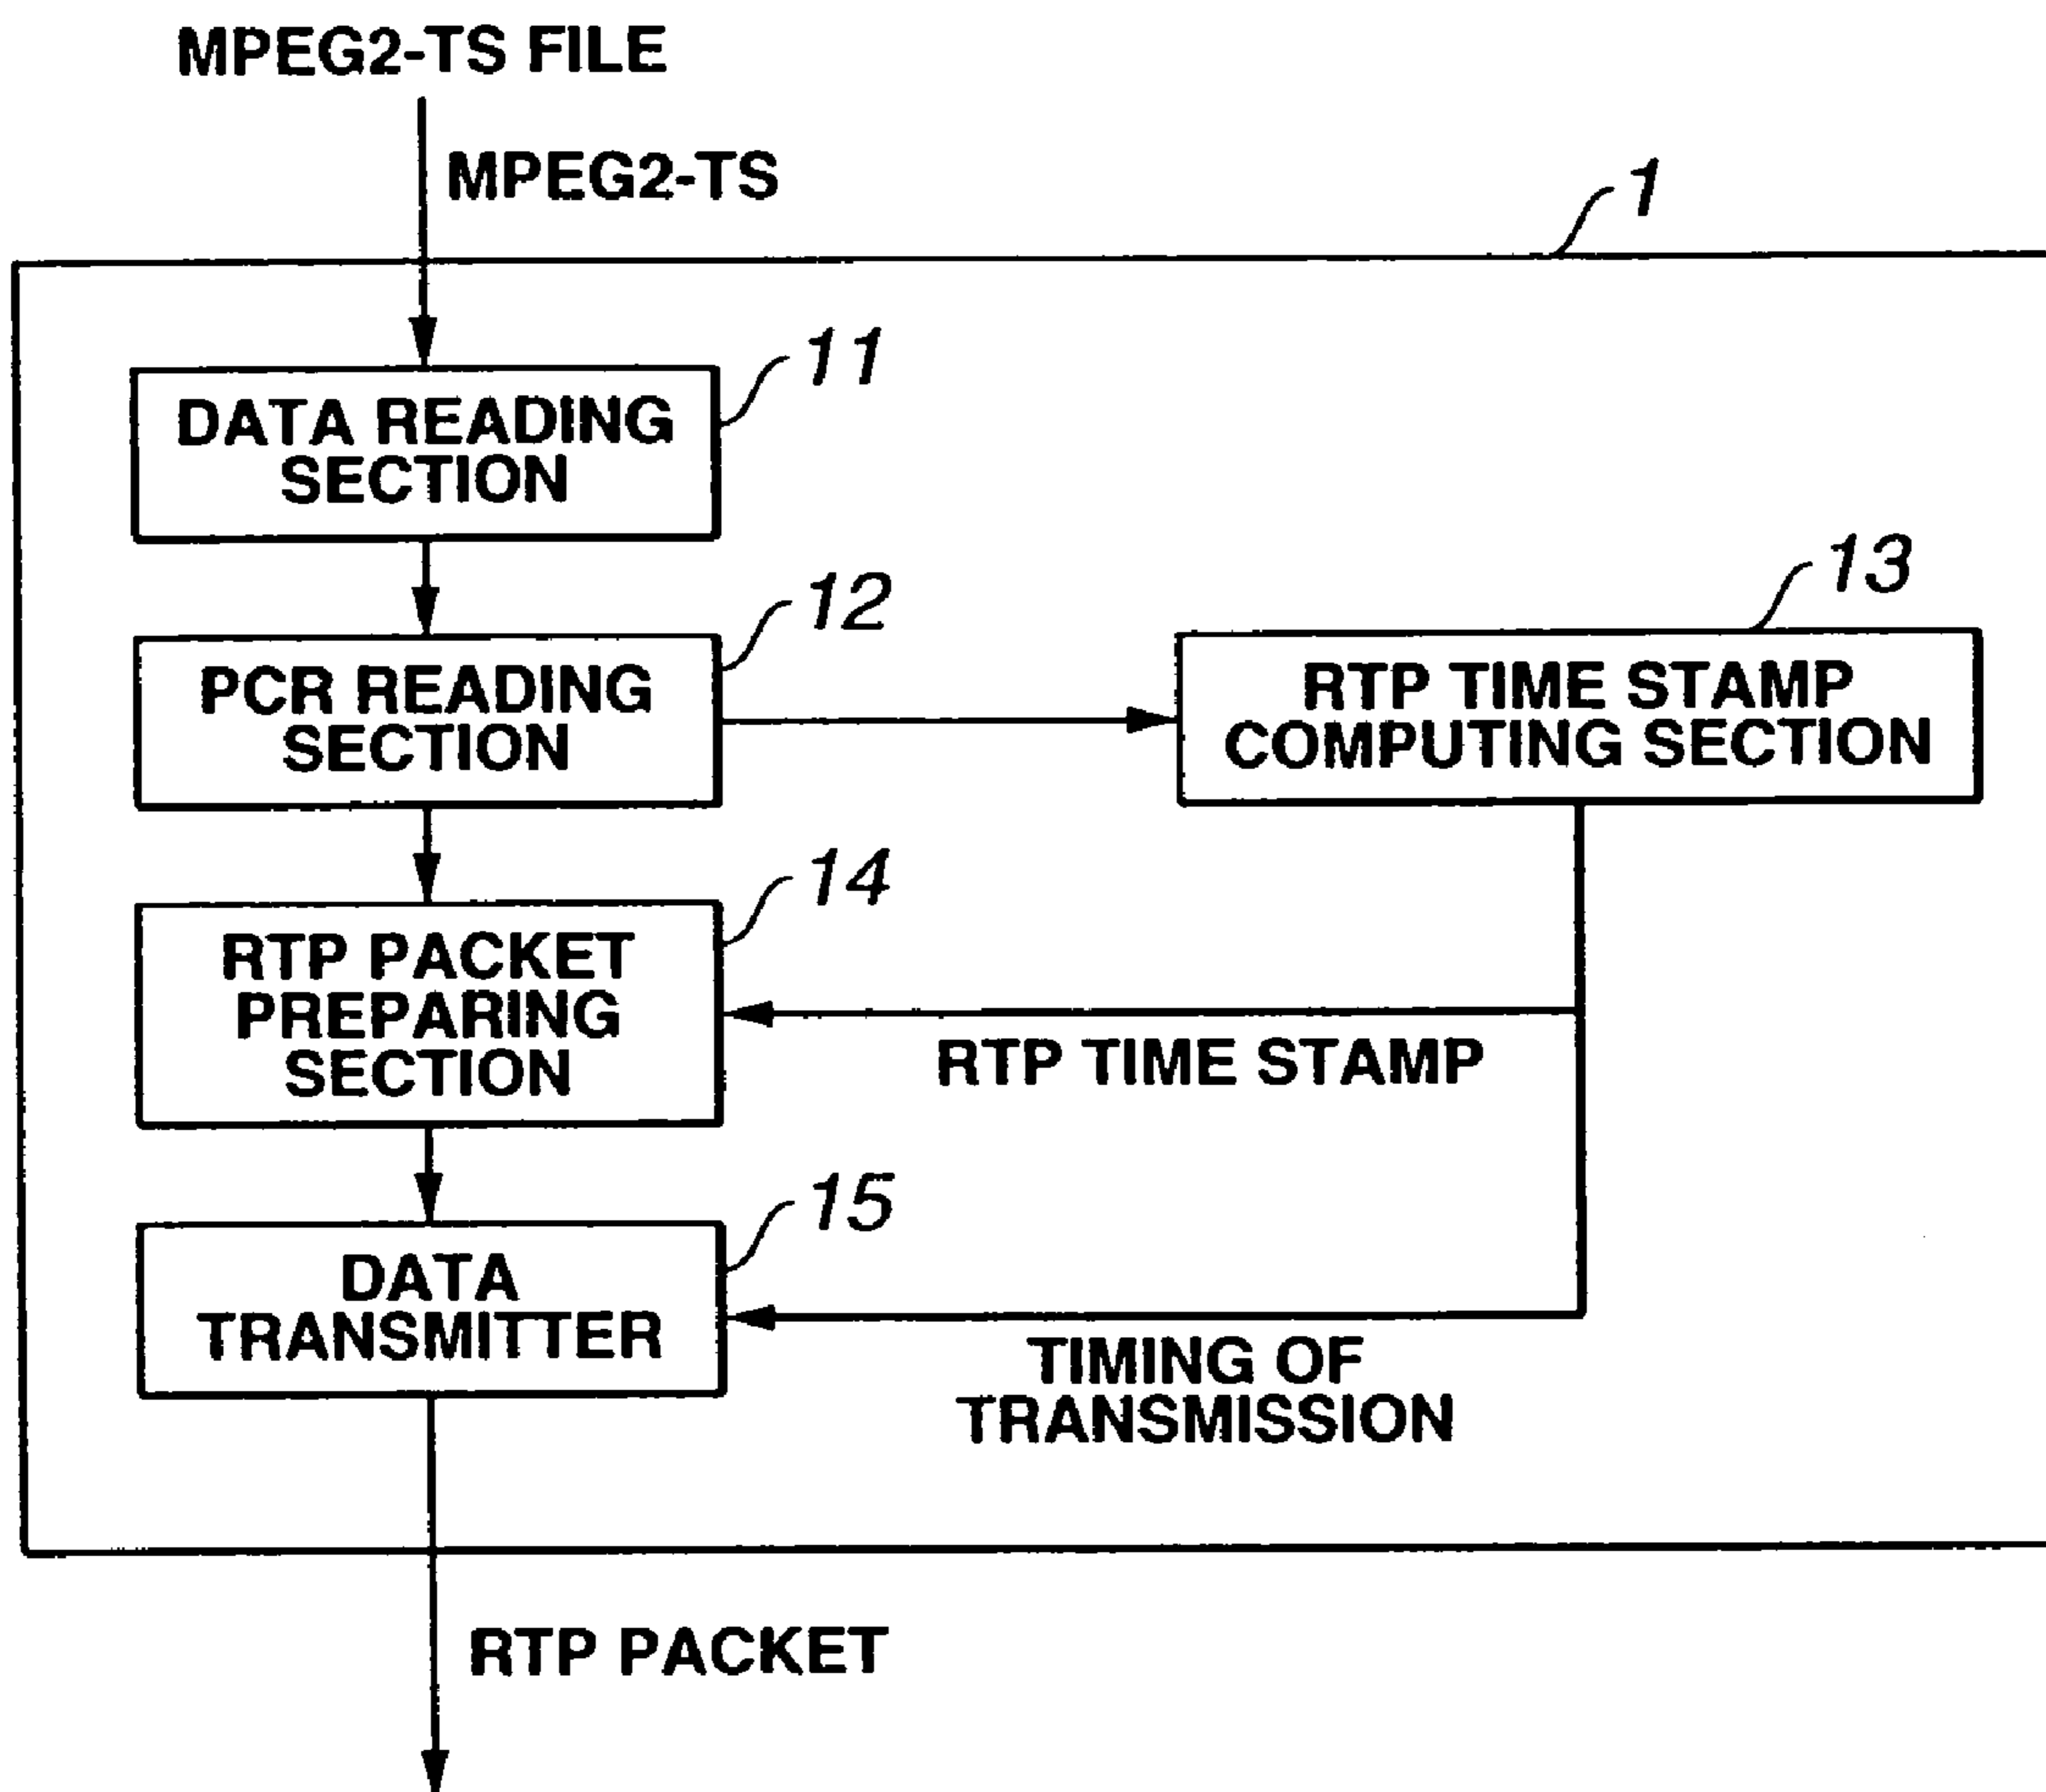 MPEG2-TS FILE
MPEG2-TS
1
11
DATA READING
SECTION
12
13
PCR READING
SECTION
RTP TIME STAMP
COMPUTING SECTION
14
RTP PACKET
PREPARING
SECTION
RTP TIME STAMP
15
DATA
TRANSMITTER
TIMING OF
TRANSMISSION
RTP PACKET